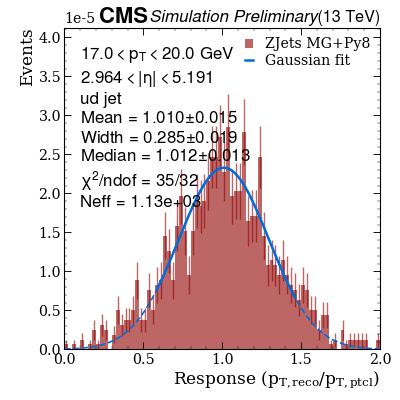 1e-5 CMS Simulation Preliminary (13 TeV)
Events
4.0
3.5
3.0
2.5
2.0
1.5
1.0
0.5
0.0
17.0 < pT < 20.0 GeV
2.964 < |η| < 5.191
ud jet
Mean = 1.010±0.015
Width = 0.285±0.019
Median = 1.012±0.013
χ²/ndof = 35/32
Neff = 1.13e+03
ZJets MG+Py8
Gaussian fit
0.0 0.5 1.0 1.5 2.0
Response (pT,reco/pT,ptcl)